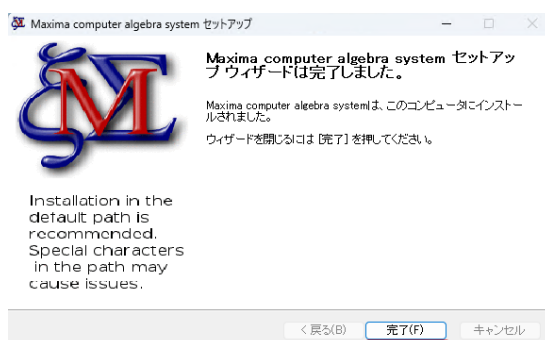 Maxima computer algebra system セットアップ
Maxima computer algebra system セットアッ
プ ウィザードは完了しました。
Maxima computer algebra systemは、このコンピュータにインストー
ルされました。
ウィザードを閉じるには [完了] を押してください。
Installation in the
default path is
recommended.
Special characters
in the path may
cause issues.
< 戻る(B)
完了(F)
キャンセル